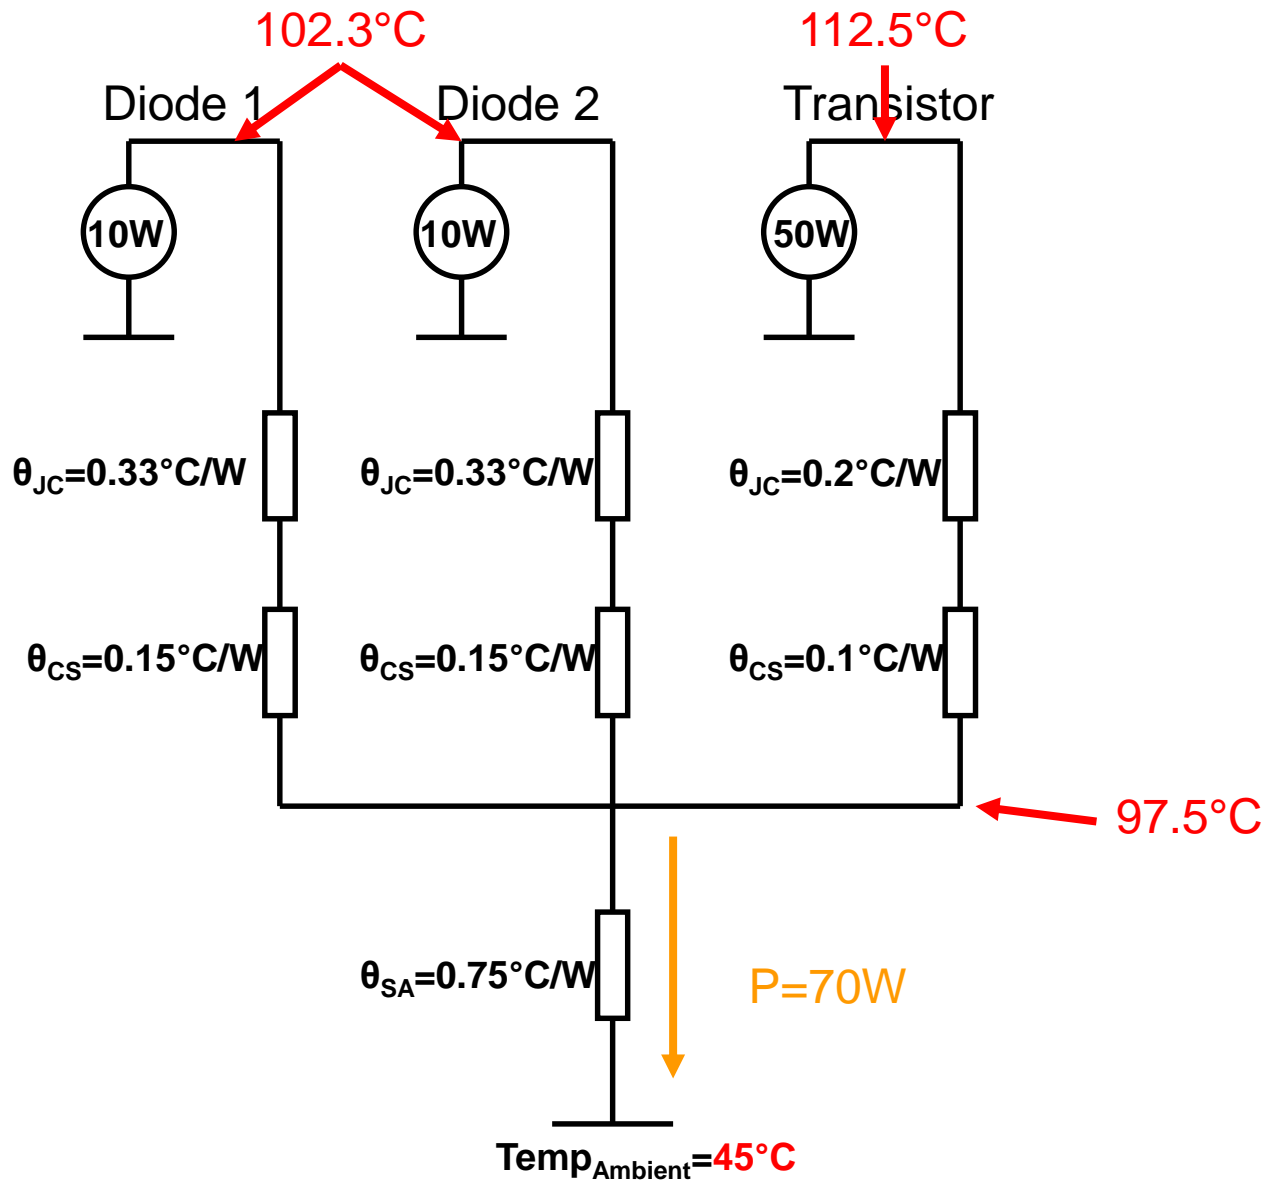 102.3°C
112.5°C
Diode 1
Diode 2
Transistor
10W
10W
50W
θJC=0.33°C/W
θJC=0.33°C/W
θJC=0.2°C/W
θCS=0.15°C/W
θCS=0.15°C/W
θCS=0.1°C/W
97.5°C
θSA=0.75°C/W
P=70W
TempAmbient=45°C